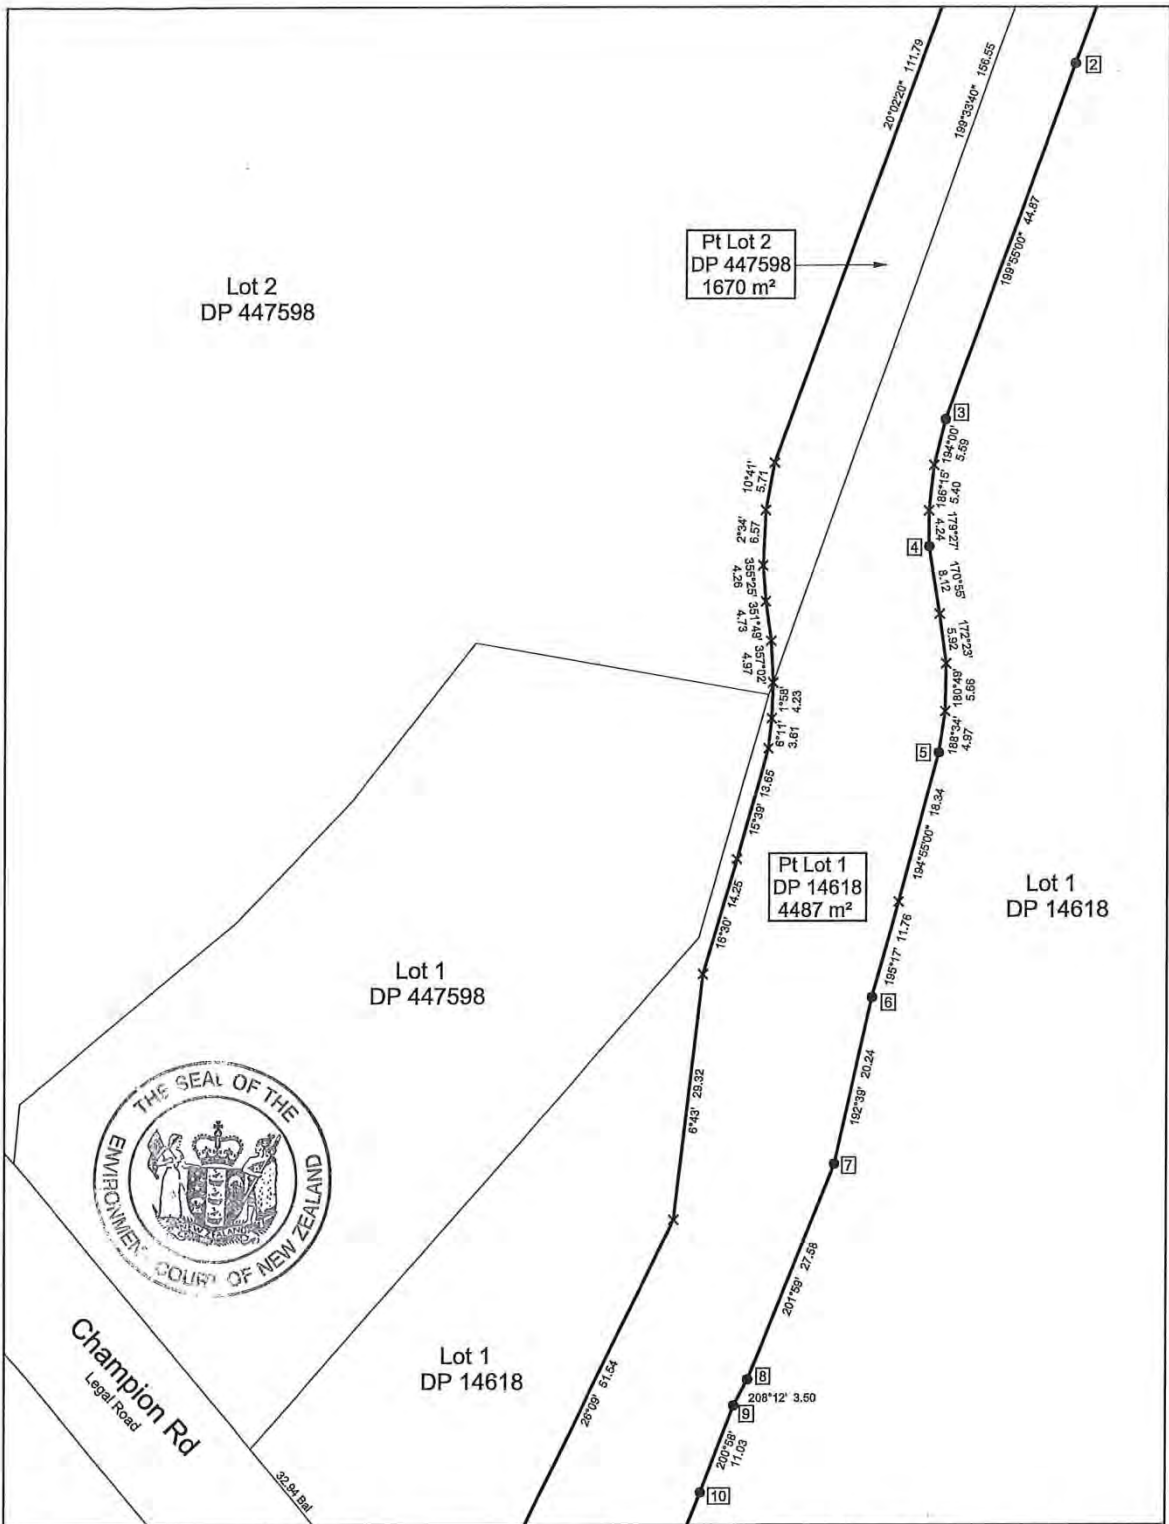 20°02'20" 111.79
199°33'40" 156.55
2
199°55'00" 44.87
Pt Lot 2
DP 447598
1670 m²
Lot 2
DP 447598
3
194°00'
5.59
186°15'
5.40
179°27'
4.24
4
170°55'
8.12
172°23'
5.92
180°49'
5.66
188°34'
4.97
5
10°41'
5.71
2°34'
6.57
355°25'
4.26
351°49'
4.73
357°02'
4.97
1°58'
4.23
6°11'
3.61
15°39' 13.65
16°30' 14.25
194°55'00" 18.34
Pt Lot 1
DP 14618
4487 m²
Lot 1
DP 14618
195°17' 11.76
6
Lot 1
DP 447598
6°43' 29.32
192°39' 20.24
7
THE SEAL OF THE
ENVIRONMENT COURT OF NEW ZEALAND
NEW ZEALAND
201°59' 27.58
Champion Rd
Legal Road
Lot 1
DP 14618
26°09' 51.54
8
208°12' 3.50
9
200°58'
11.03
10
32.94 Bal